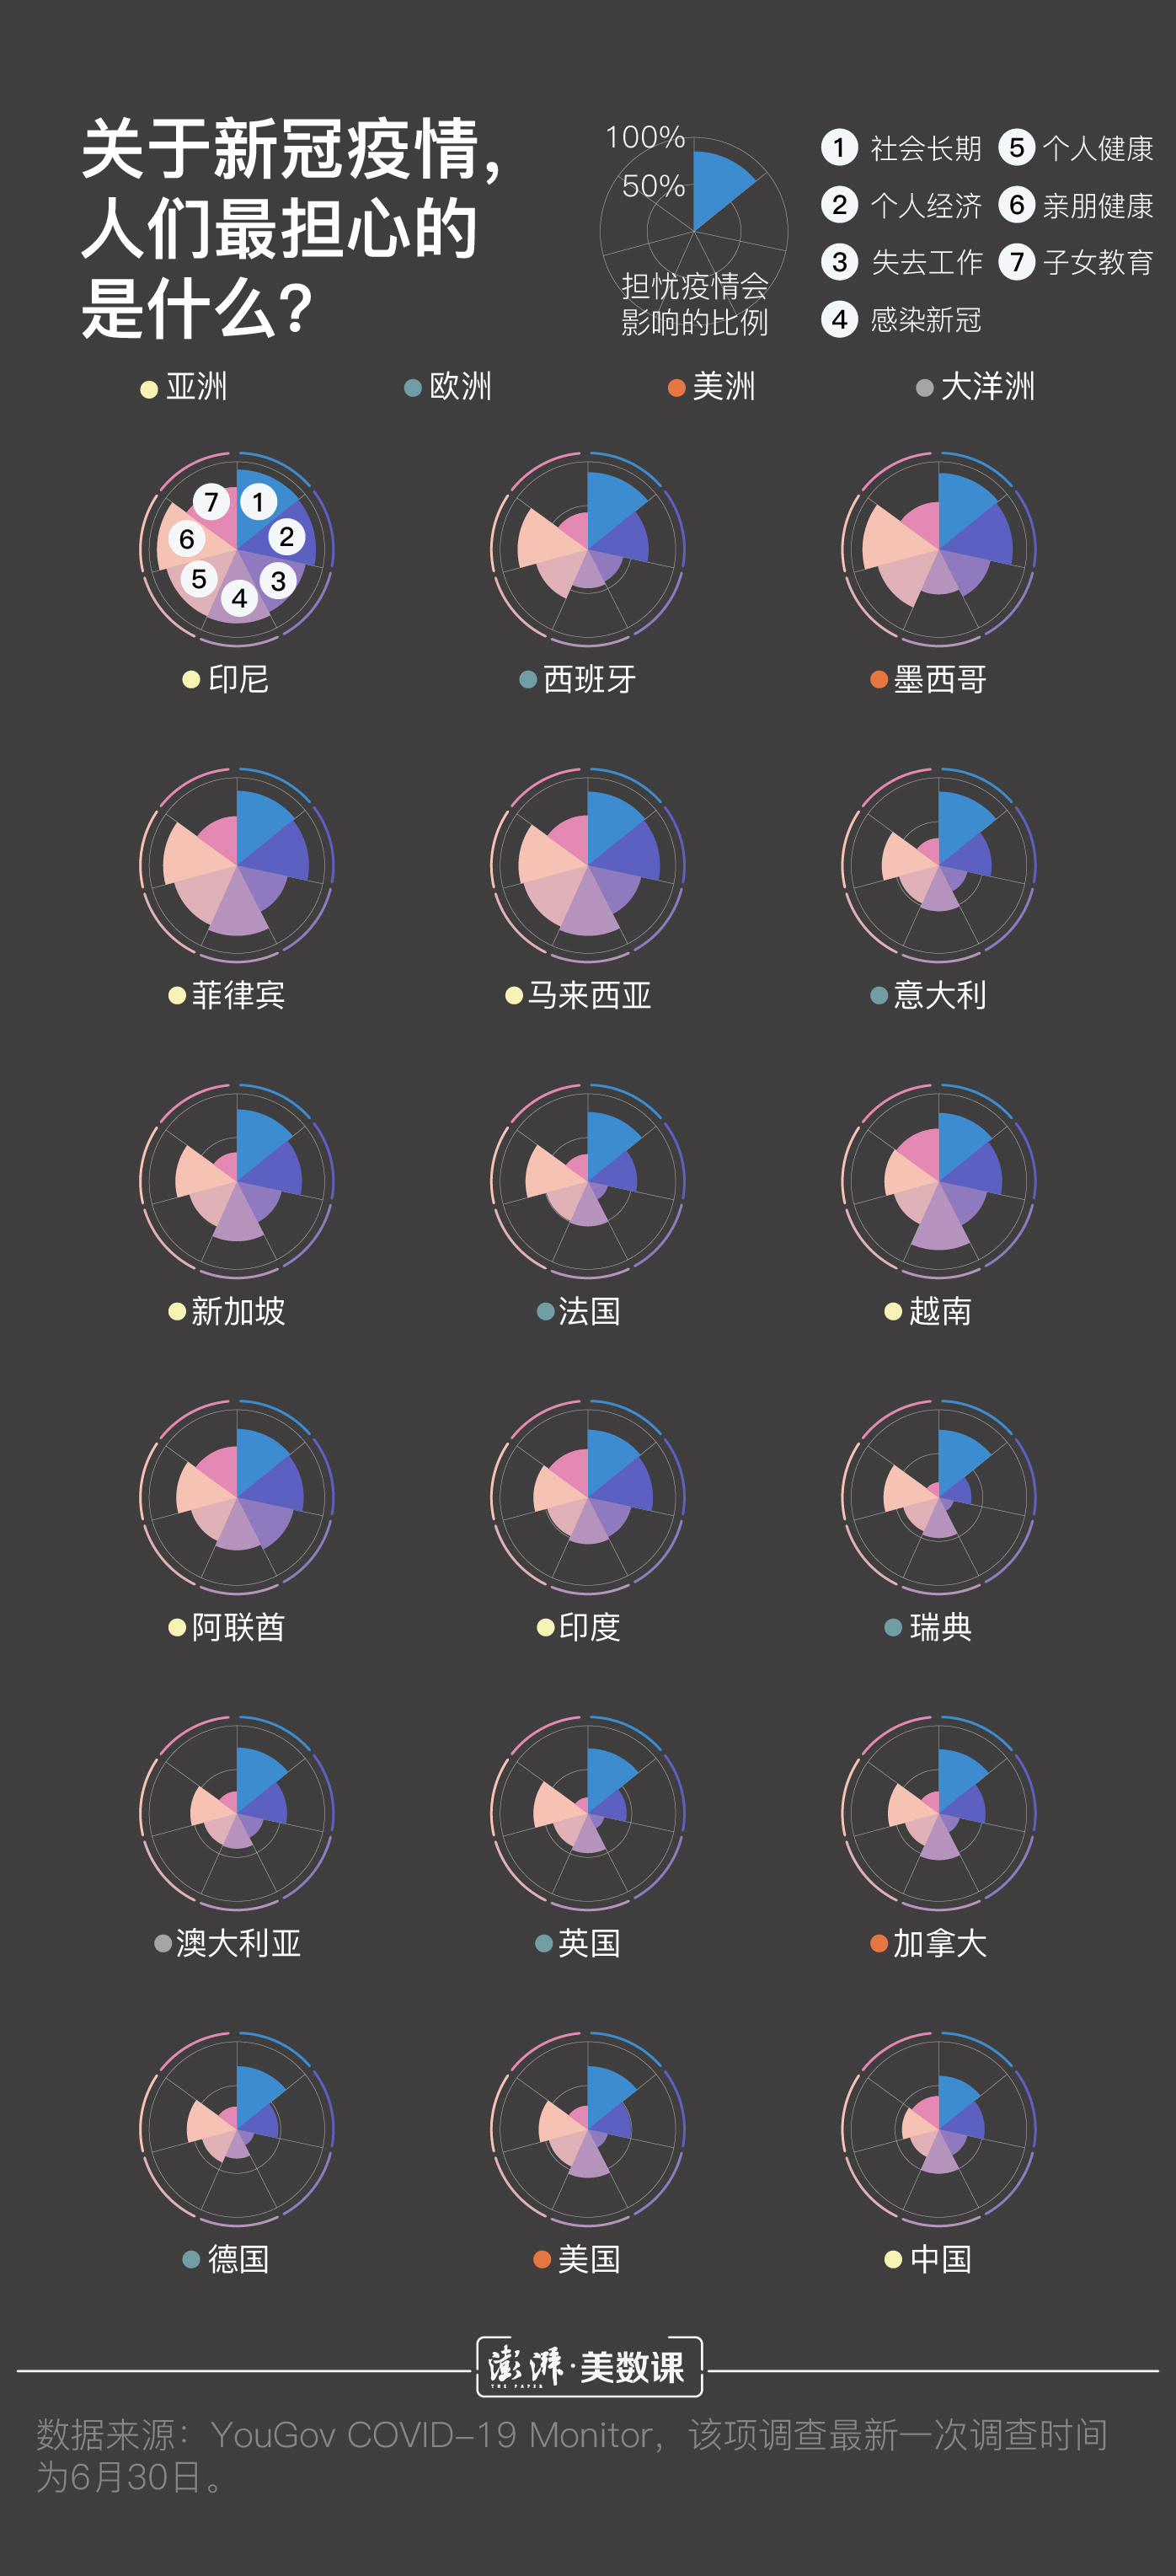 关于新冠疫情，
人们最担心的
是什么？
100%
50%
担忧疫情会
影响的比例
1 社会长期 5 个人健康
2 个人经济 6 亲朋健康
3 失去工作 7 子女教育
4 感染新冠
亚洲 欧洲 美洲 大洋洲
7 1
6 2
5 3
4
印尼 西班牙 墨西哥
菲律宾 马来西亚 意大利
新加坡 法国 越南
阿联酋 印度 瑞典
澳大利亚 英国 加拿大
德国 美国 中国
澎湃·美数课
THE PAPER
数据来源：YouGov COVID-19 Monitor，该项调查最新一次调查时间
为6月30日。